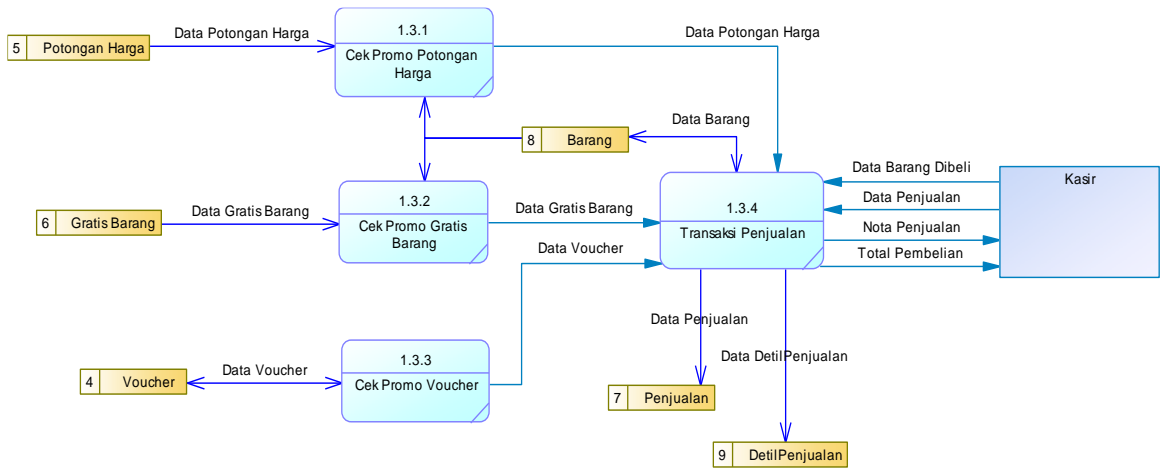 1.3.1
Cek Promo Potongan
Harga
5 Potongan Harga
Data Potongan Harga
Data Potongan Harga
8 Barang
Data Barang
1.3.2
Cek Promo Gratis
Barang
6 Gratis Barang
Data Gratis Barang
Data Gratis Barang
1.3.4
Transaksi Penjualan
Kasir
Data Barang Dibeli
Data Penjualan
Nota Penjualan
Total Pembelian
Data Voucher
1.3.3
Cek Promo Voucher
4 Voucher
Data Voucher
Data Penjualan
Data DetilPenjualan
7 Penjualan
9 DetilPenjualan